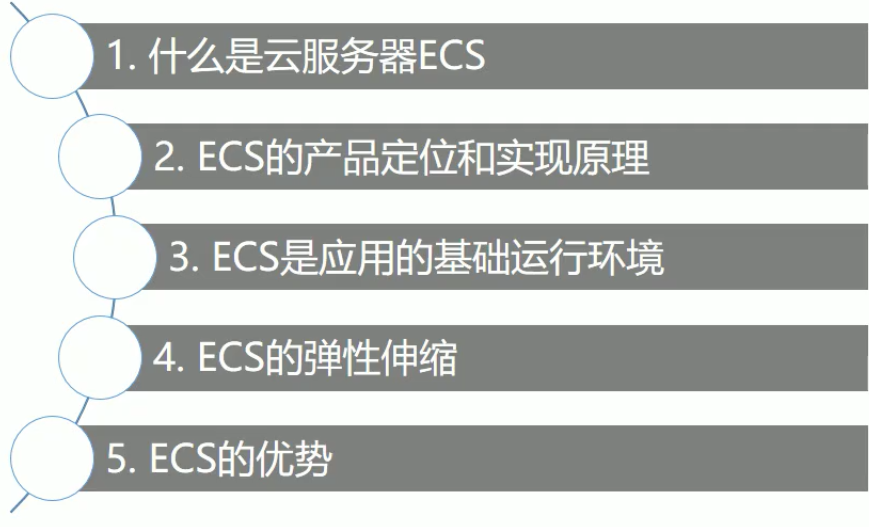 1. 什么是云服务器ECS
2. ECS的产品定位和实现原理
3. ECS是应用的基础运行环境
4. ECS的弹性伸缩
5. ECS的优势